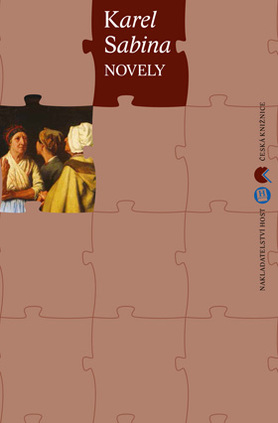 Karel
Sabina
NOVELY
ČESKÁ KNIŽNICE
NAKLADATELSTVÍ HOST